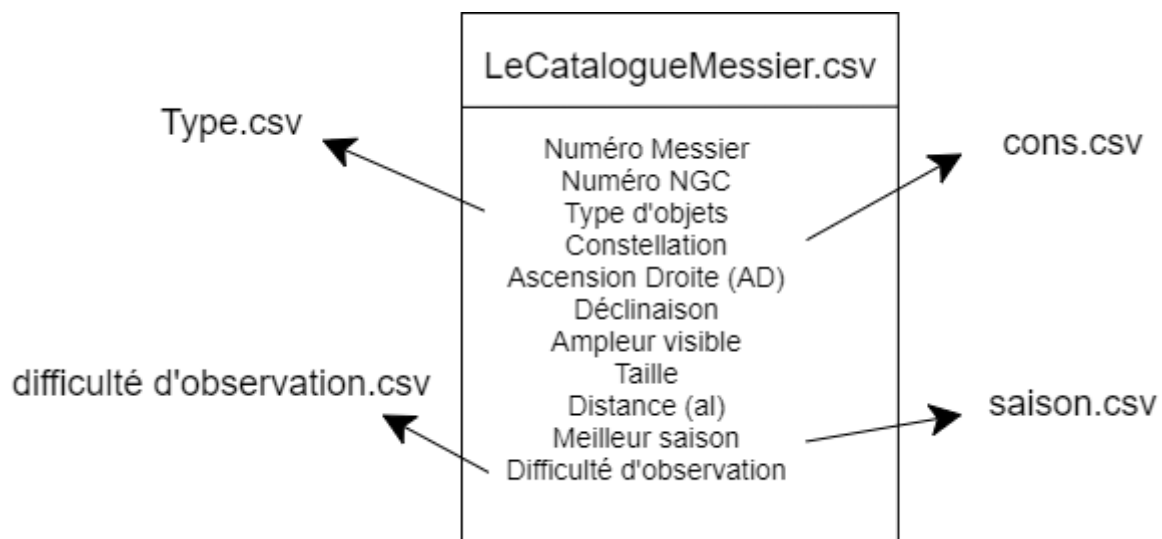 LeCatalogueMessier.csv
Type.csv
cons.csv
Numéro Messier
Numéro NGC
Type d'objets
Constellation
Ascension Droite (AD)
Déclinaison
Ampleur visible
Taille
Distance (al)
Meilleur saison
Difficulté d'observation
difficulté d'observation.csv
saison.csv